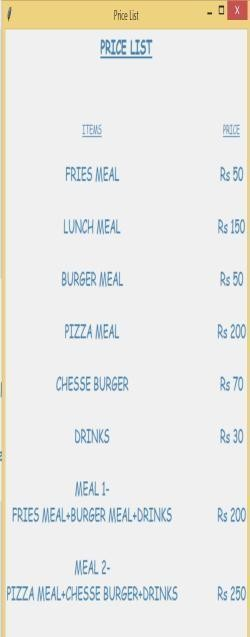 Price List
PRICE LIST
ITEMS PRICE
FRIES MEAL Rs 50
LUNCH MEAL Rs 150
BURGER MEAL Rs 50
PIZZA MEAL Rs 200
CHESSE BURGER Rs 70
DRINKS Rs 30
MEAL 1-
FRIES MEAL+BURGER MEAL+DRINKS Rs 200
MEAL 2-
PIZZA MEAL+CHESSE BURGER+DRINKS Rs 250